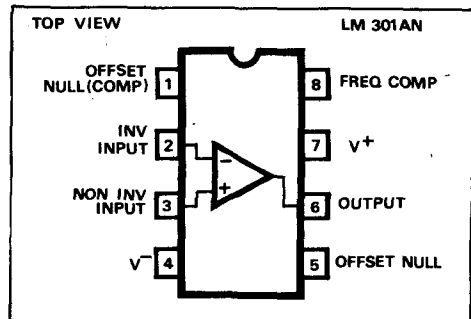 TOP VIEW
LM 301AN
OFFSET
NULL(COMP)
1
8
FREQ COMP
INV
INPUT
2
7
V+
NON INV
INPUT
3
6
OUTPUT
V−
4
5
OFFSET NULL
−
+